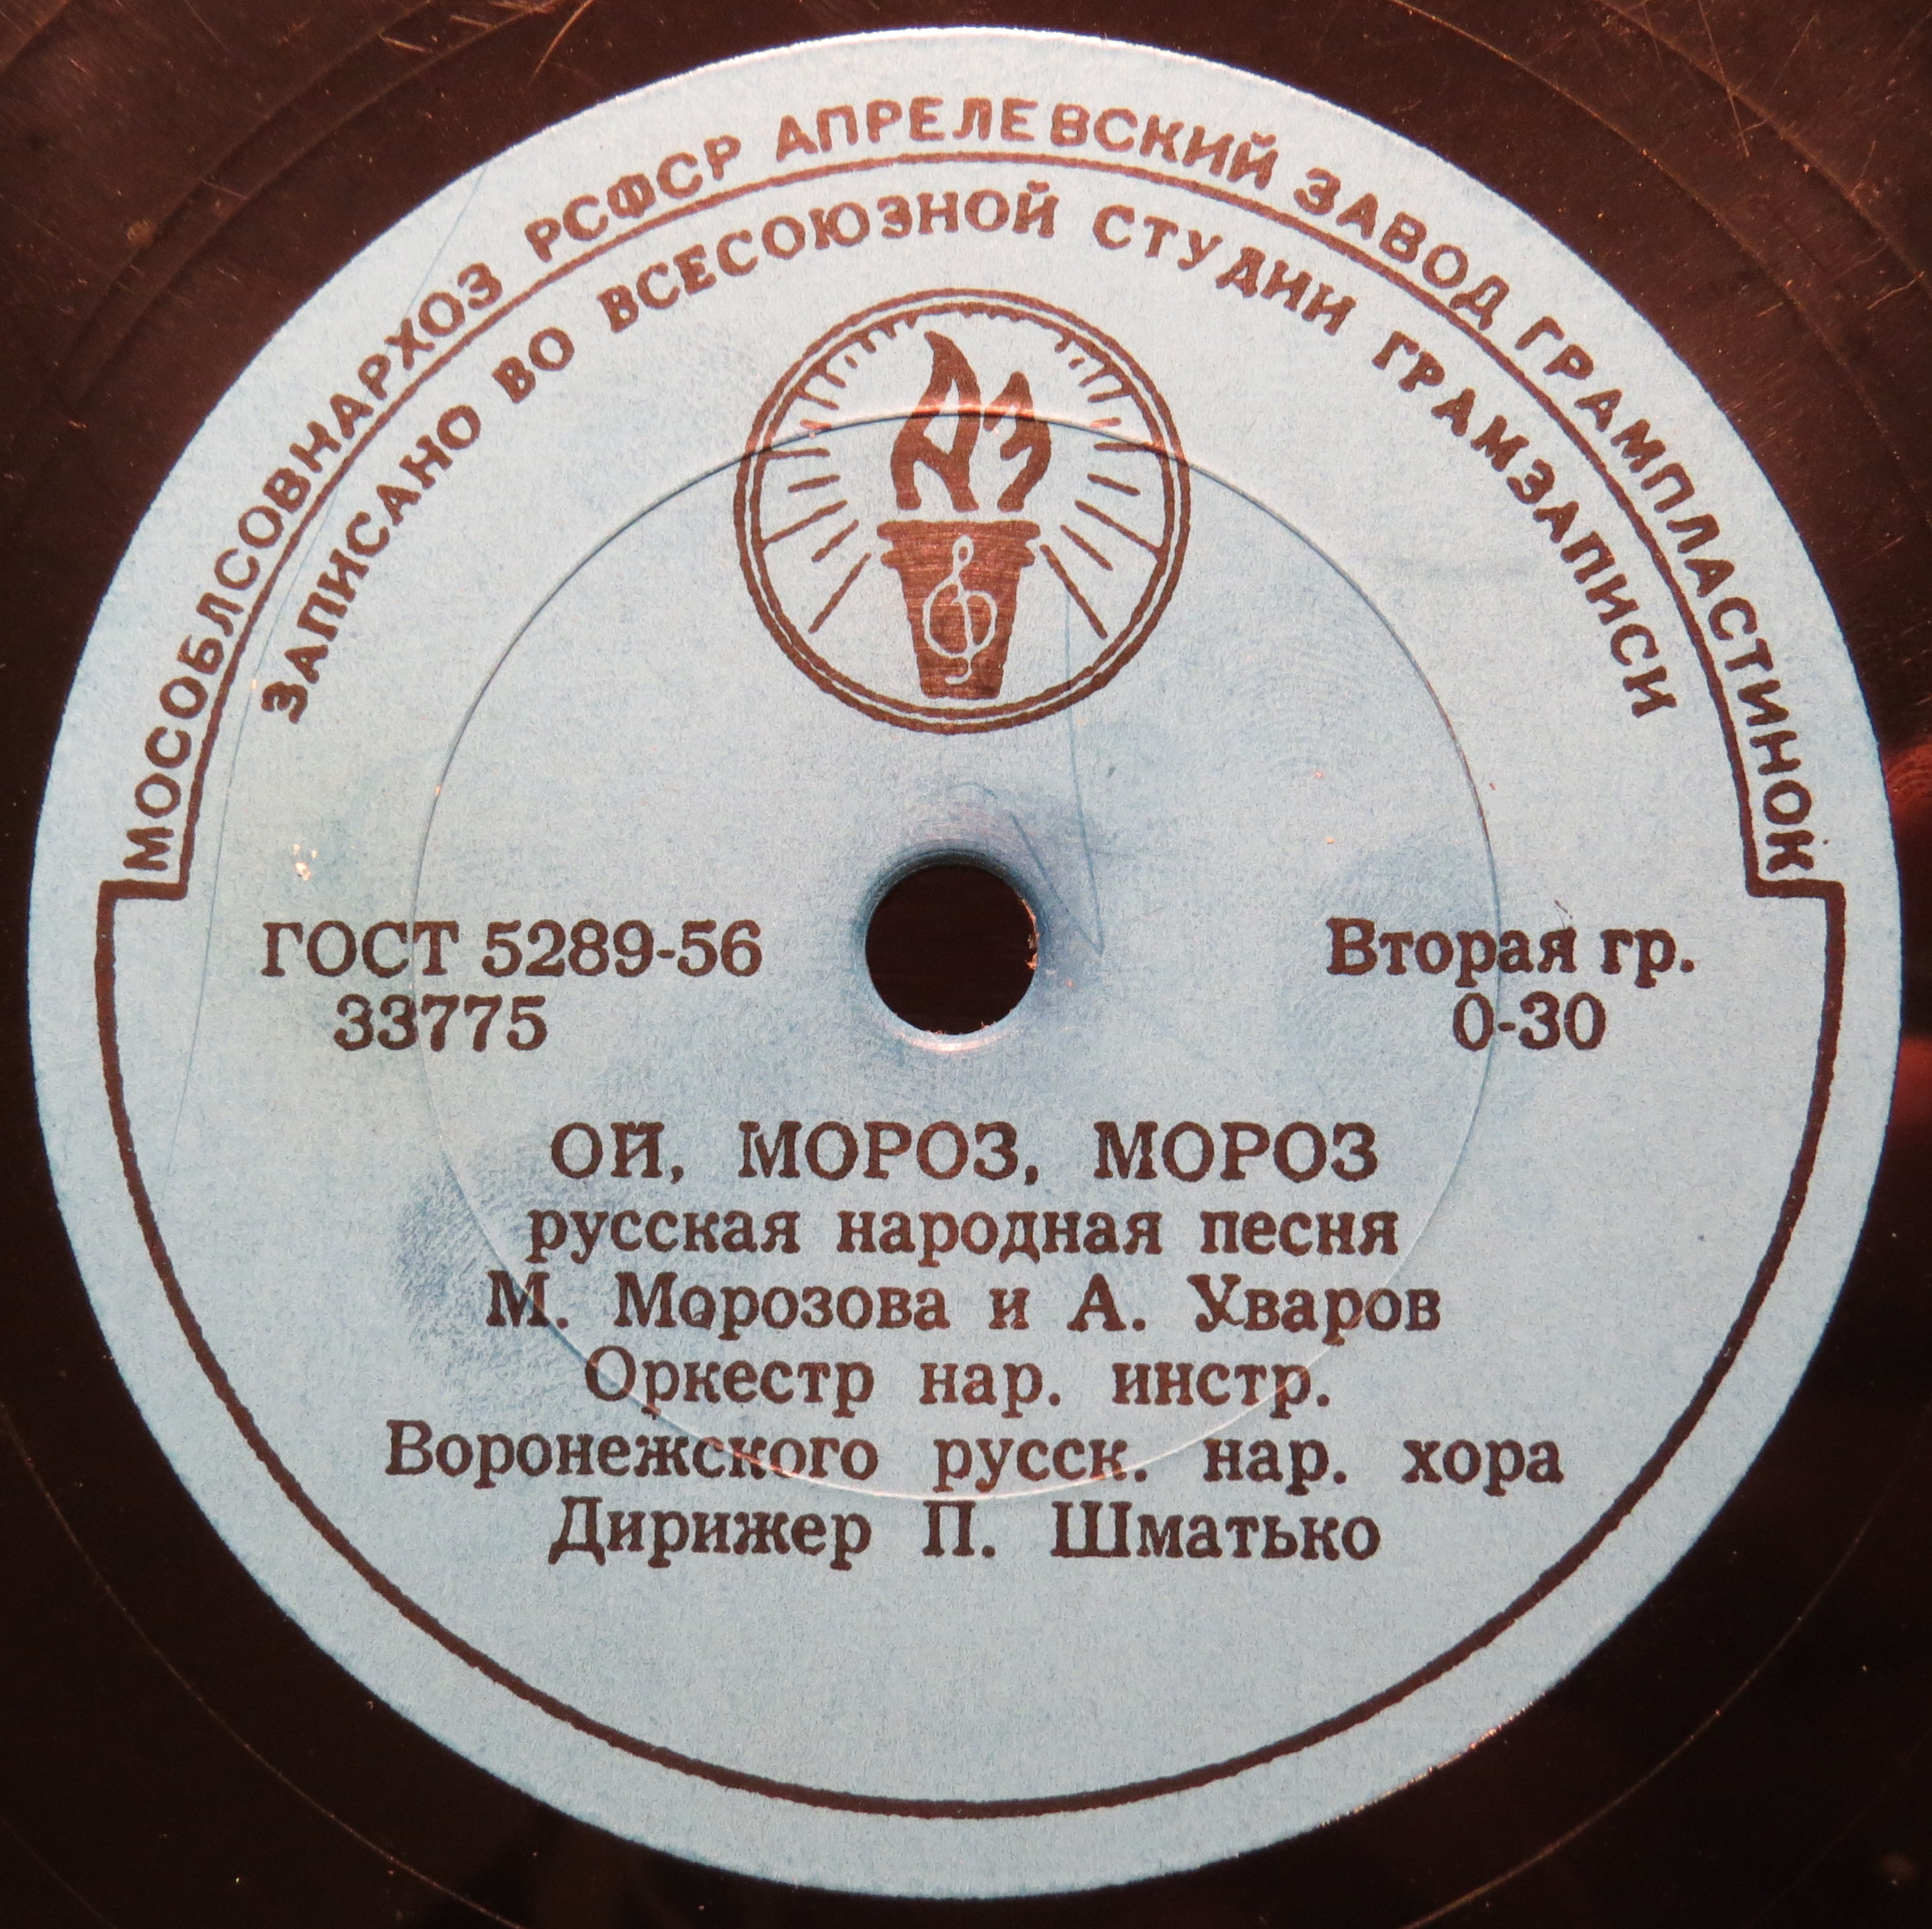 МОСОБЛСОВНАРХОЗ РСФСР АПРЕЛЕВСКИЙ ЗАВОД ГРАМПЛАСТИНОК
ЗАПИСАНО ВО ВСЕСОЮЗНОЙ СТУДИИ ГРАМЗАПИСИ
ГОСТ 5289-56
33775
Вторая гр.
0-30
ОЙ, МОРОЗ, МОРОЗ
русская народная песня
М. Морозова и А. Уваров
Оркестр нар. инстр.
Воронежского русск. нар. хора
Дирижер П. Шматько